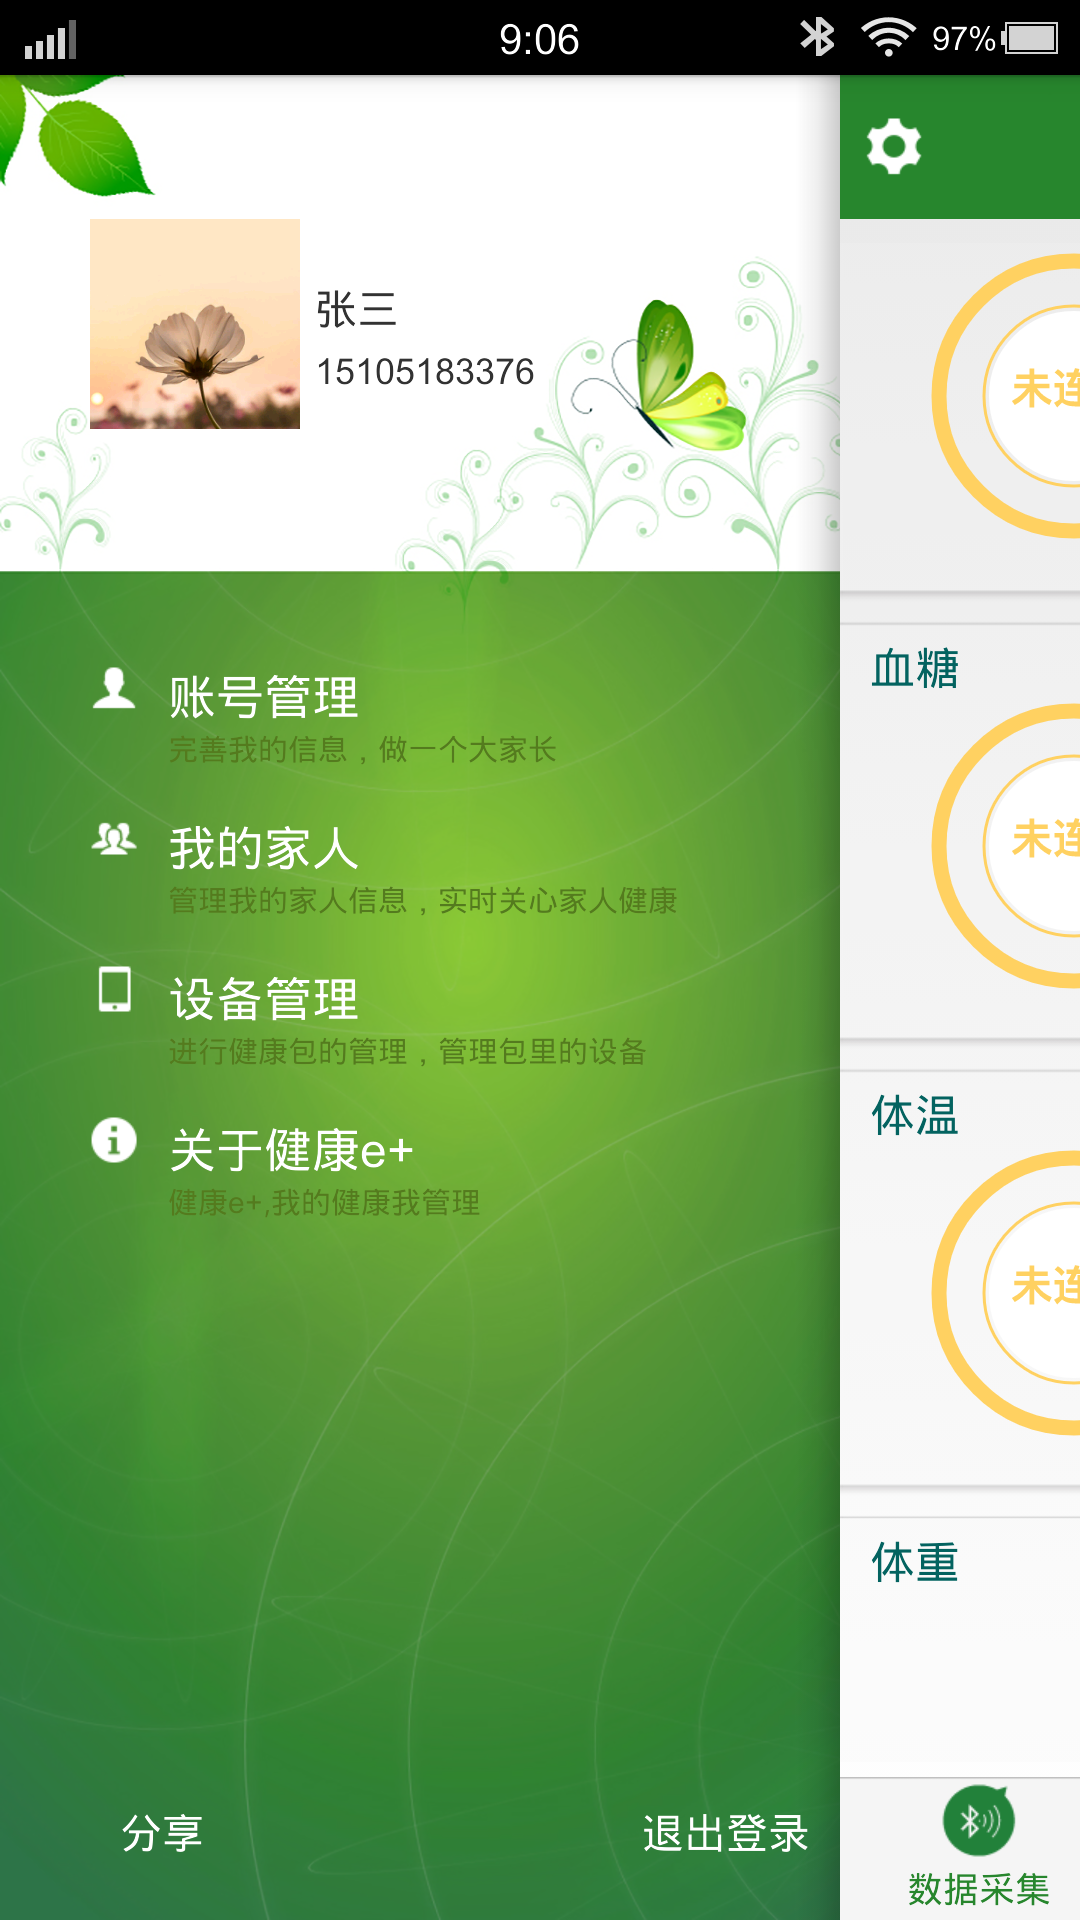 9:06
97%
张三
15105183376
账号管理
完善我的信息，做一个大家长
我的家人
管理我的家人信息，实时关心家人健康
设备管理
进行健康包的管理，管理包里的设备
关于健康e+
健康e+,我的健康我管理
分享
退出登录
未连
血糖
未连
体温
未连
体重
数据采集